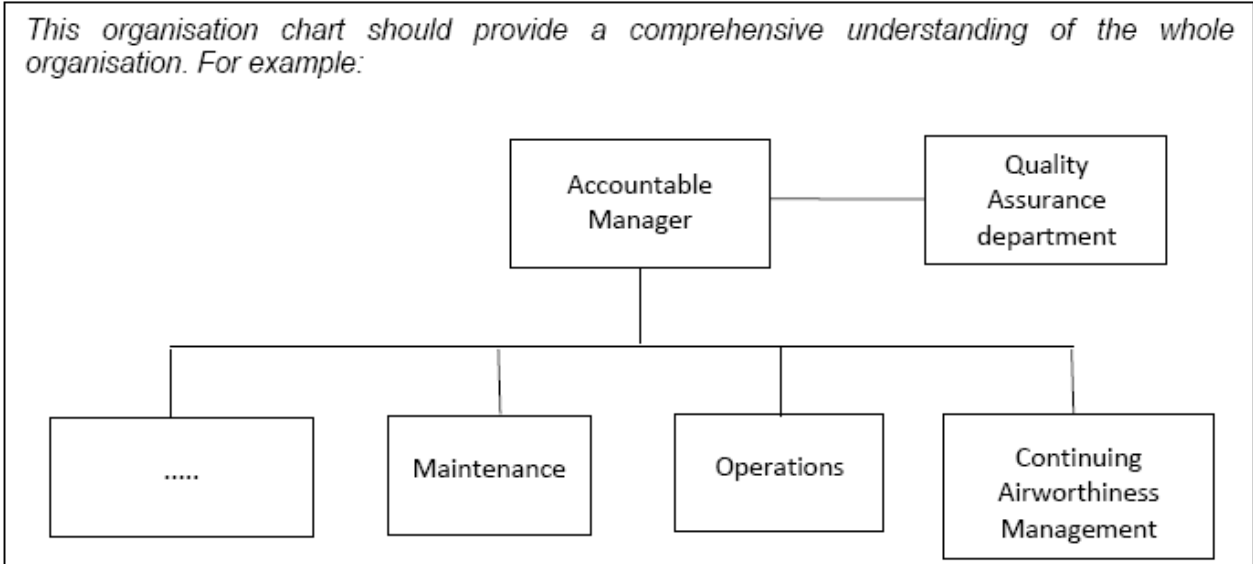 This organisation chart should provide a comprehensive understanding of the whole
organisation. For example:
Accountable
Manager
Quality
Assurance
department
.....
Maintenance
Operations
Continuing
Airworthiness
Management